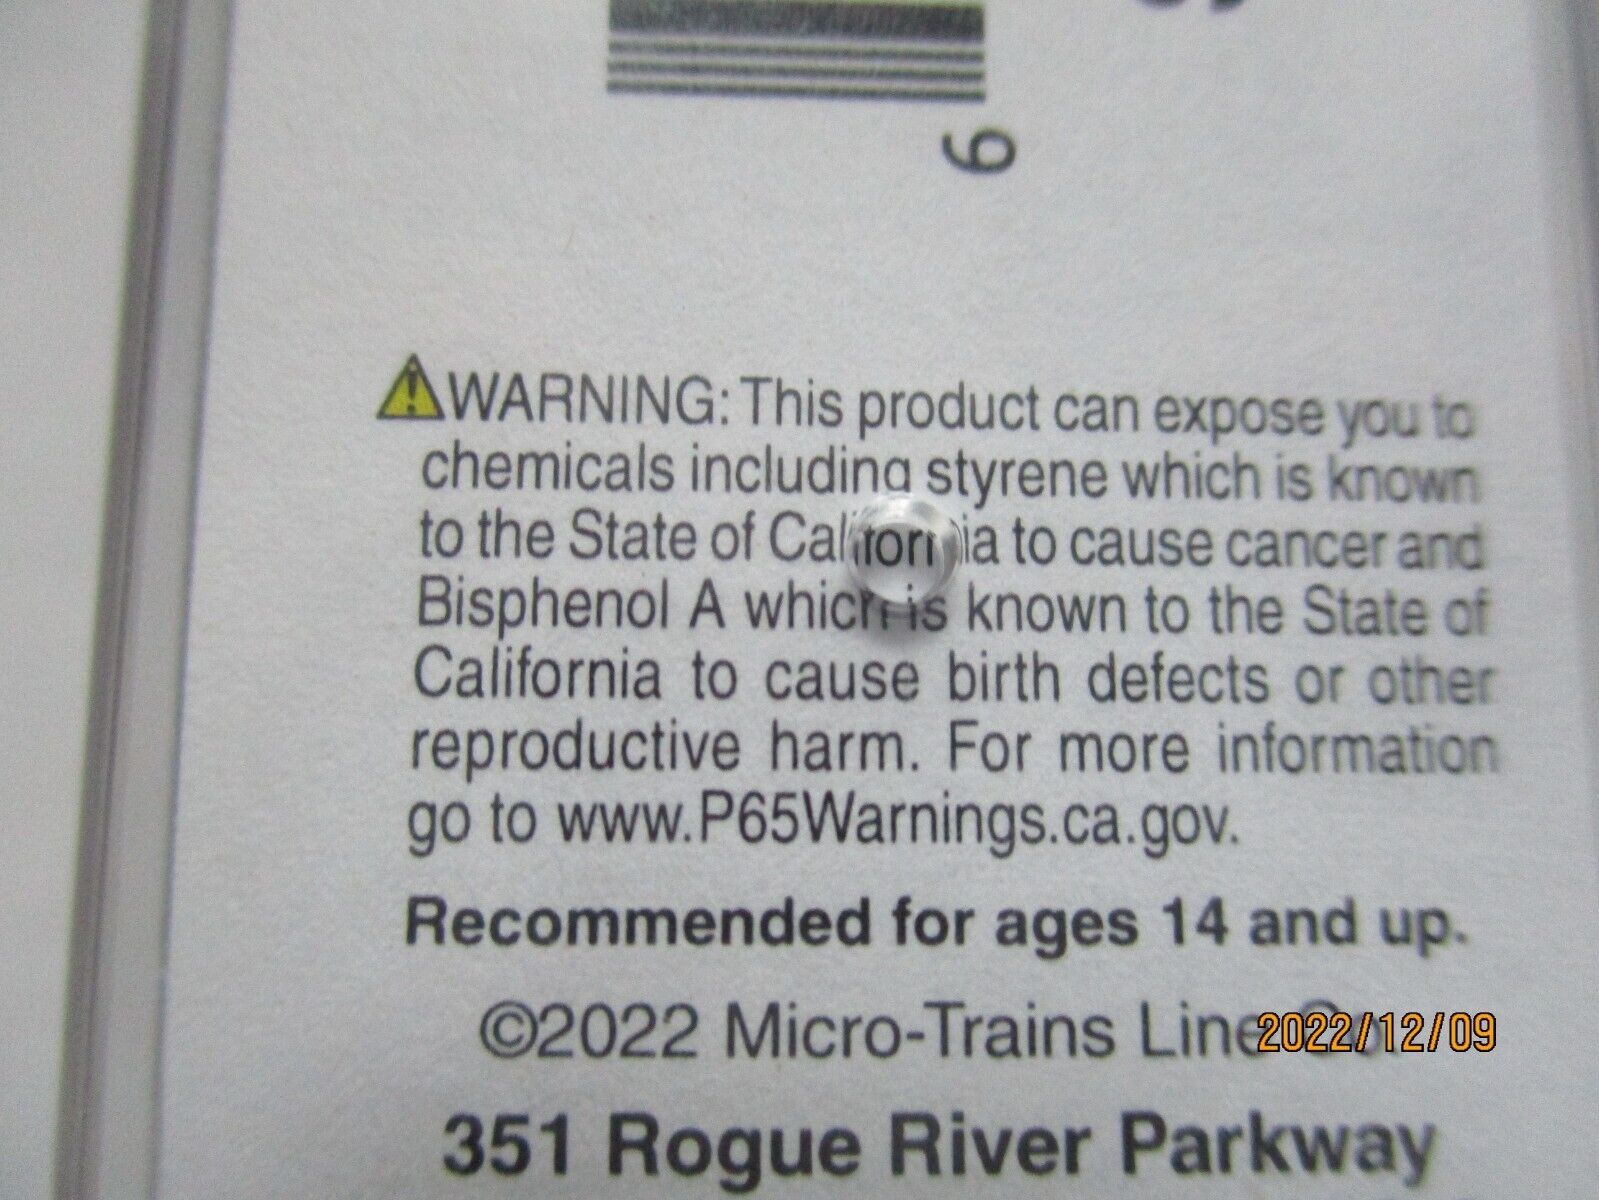 9
WARNING: This product can expose you to
chemicals including styrene which is known
to the State of California to cause cancer and
Bisphenol A which is known to the State of
California to cause birth defects or other
reproductive harm. For more information
go to www.P65Warnings.ca.gov.
Recommended for ages 14 and up.
©2022 Micro-Trains Line
2022/12/09
351 Rogue River Parkway